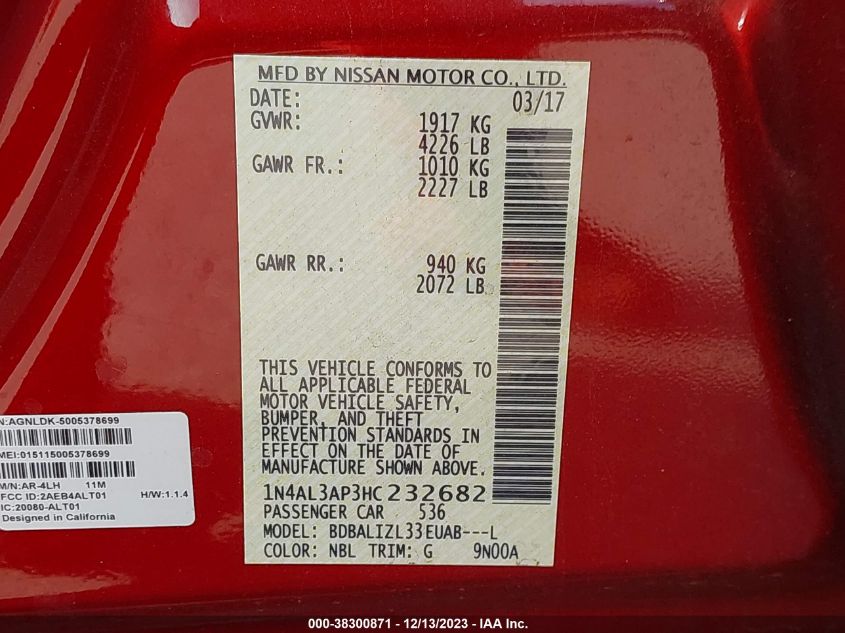 MFD BY NISSAN MOTOR CO., LTD.
DATE: 03/17
GVWR: 1917 KG
4226 LB
GAWR FR.: 1010 KG
2227 LB
GAWR RR.: 940 KG
2072 LB
THIS VEHICLE CONFORMS TO
ALL APPLICABLE FEDERAL
MOTOR VEHICLE SAFETY,
BUMPER, AND THEFT
PREVENTION STANDARDS IN
EFFECT ON THE DATE OF
MANUFACTURE SHOWN ABOVE.
1N4AL3AP3HC232682
PASSENGER CAR 536
MODEL: BDBALIZL33EUAB---L
COLOR: NBL TRIM: G 9N00A
N:AGNLDK-5005378699
MEI:015115005378699
M/N:AR-4LH 11M
FCC ID:2AEB4ALT01 H/W:1.1.4
IC:20080-ALT01
Designed in California
000-38300871 - 12/13/2023 - IAA Inc.